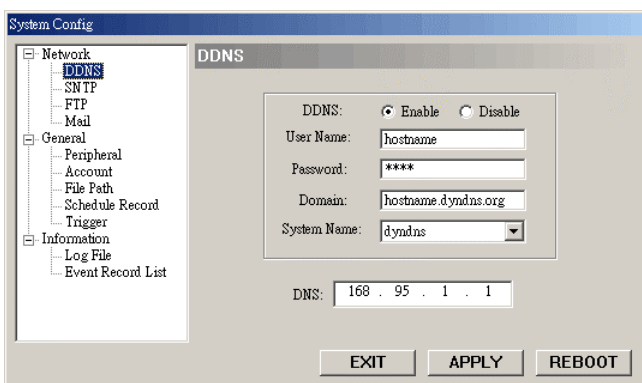 System Config
Network
DDNS
SNTP
FTP
Mail
General
Peripheral
Account
File Path
Schedule Record
Trigger
Information
Log File
Event Record List
DDNS
DDNS: Enable Disable
User Name: hostname
Password: ****
Domain: hostname.dyndns.org
System Name: dyndns
DNS: 168 . 95 . 1 . 1
EXIT APPLY REBOOT